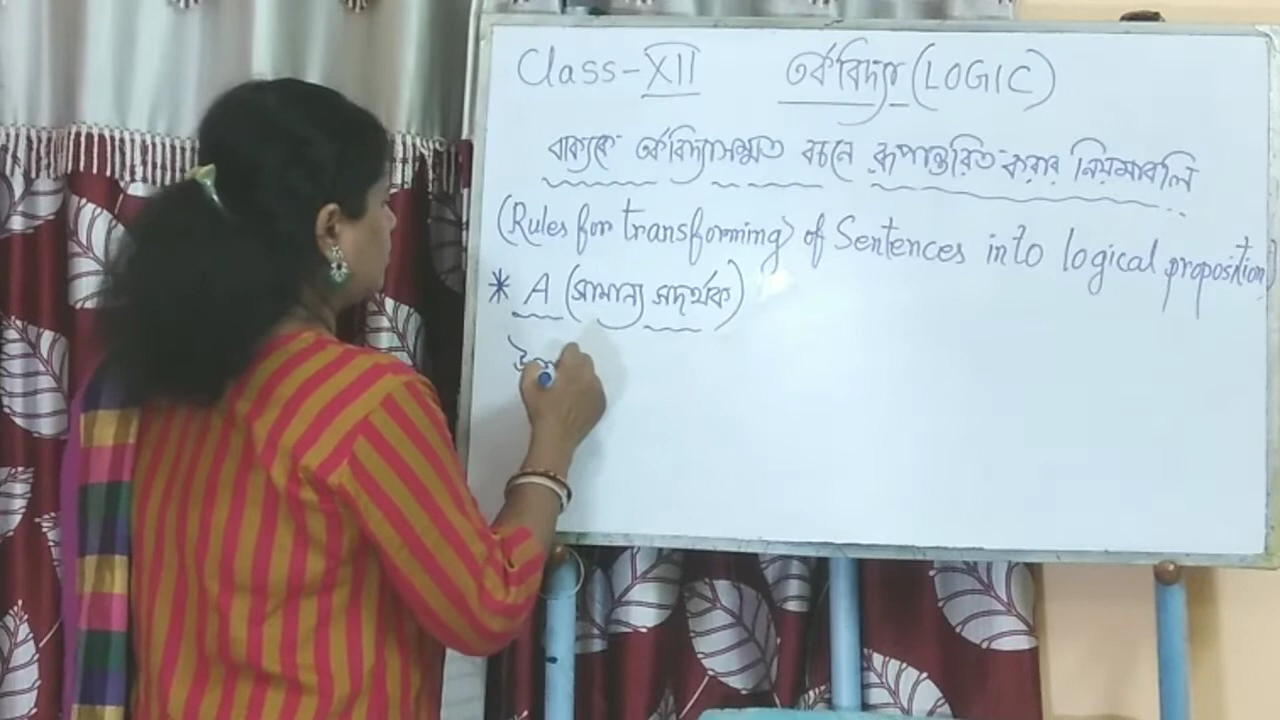 Class-XII তর্কবিদ্যা (LOGIC)
বাক্যকে তর্কবিদ্যাসম্মত বচনে রূপান্তরিত করার নিয়মাবলি
(Rules for transforming) of Sentences into logical proposition)
* A (সামান্য সদর্থক)